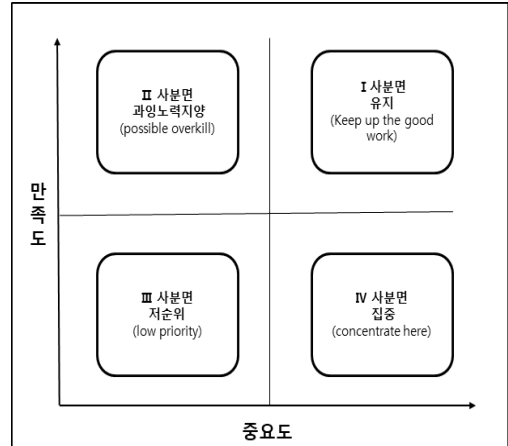 Ⅱ 사분면
과잉노력지양
(possible overkill)
Ⅰ 사분면
유지
(Keep up the good
work)
만
족
도
Ⅲ 사분면
저순위
(low priority)
Ⅳ 사분면
집중
(concentrate here)
중요도